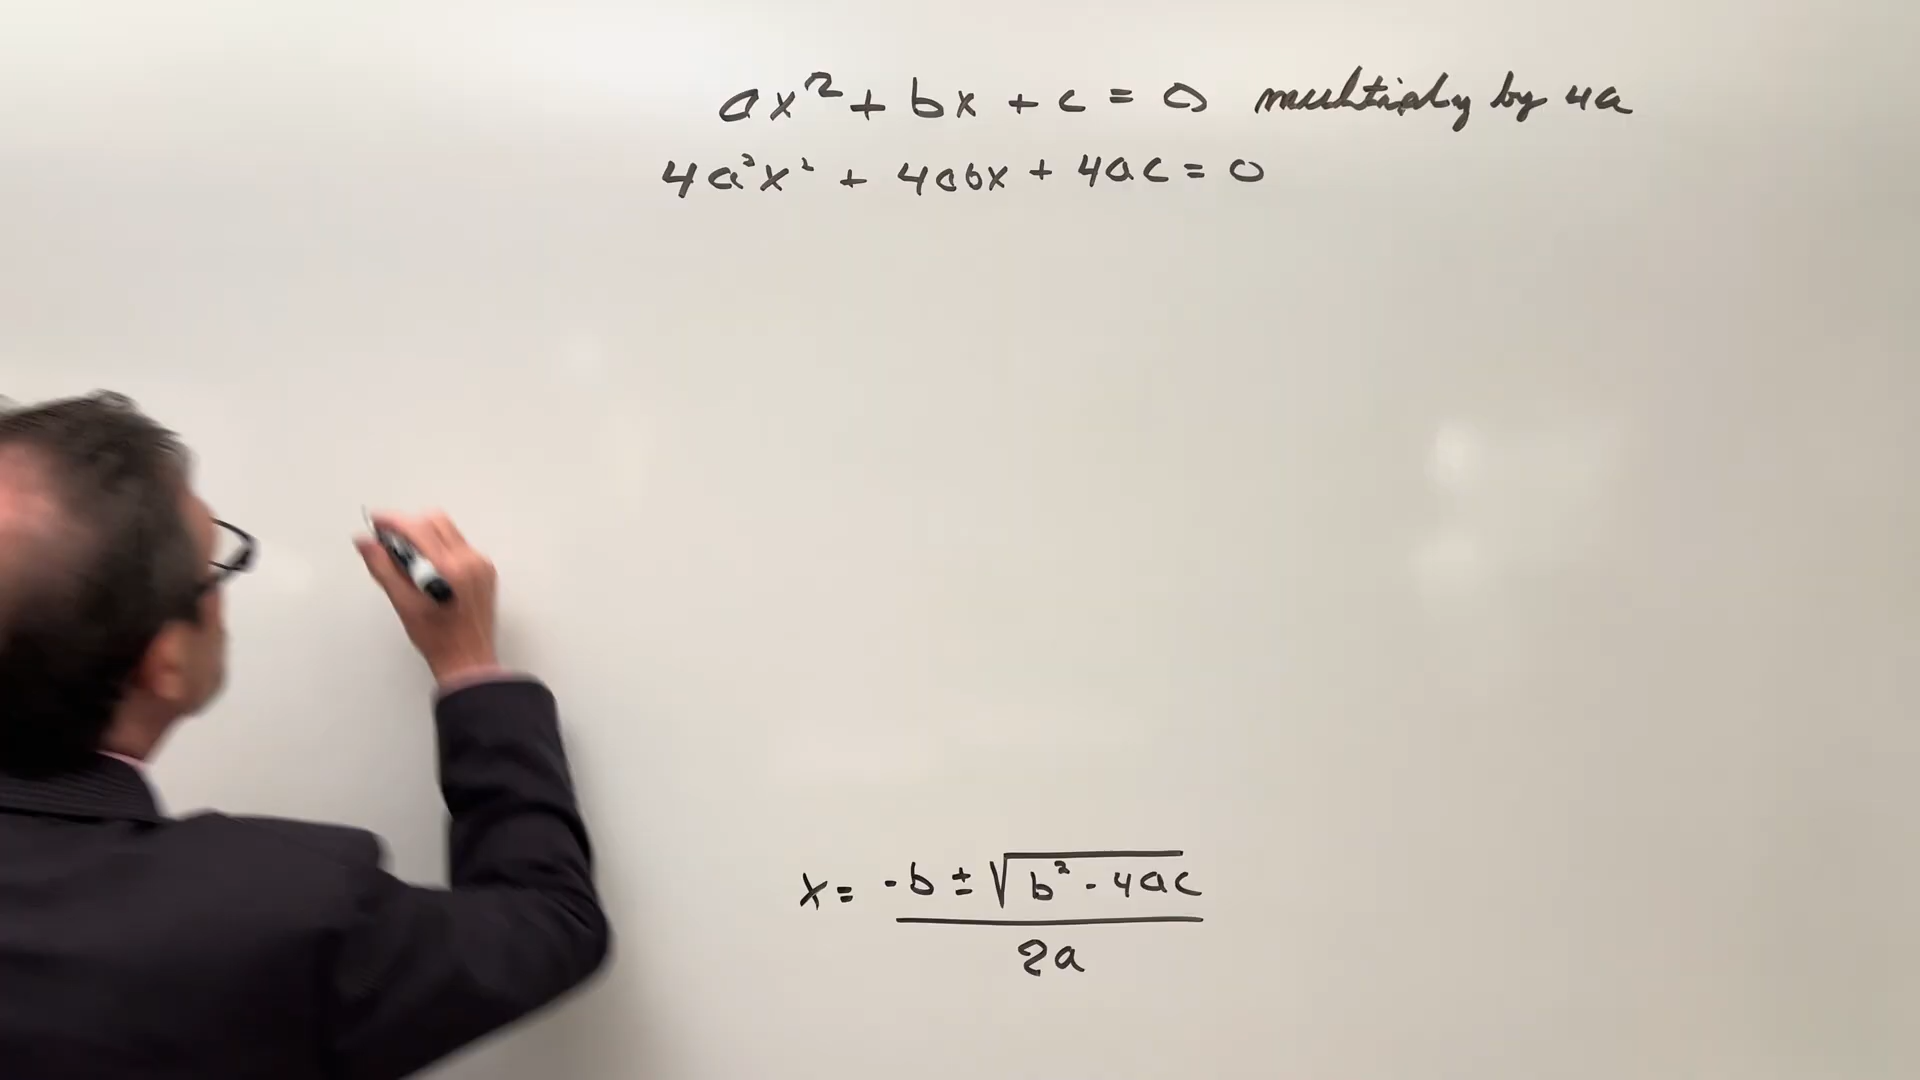 ax² + bx + c = 0 multiply by 4a
4a²x² + 4abx + 4ac = 0
x = -b ± √b² - 4ac
2a